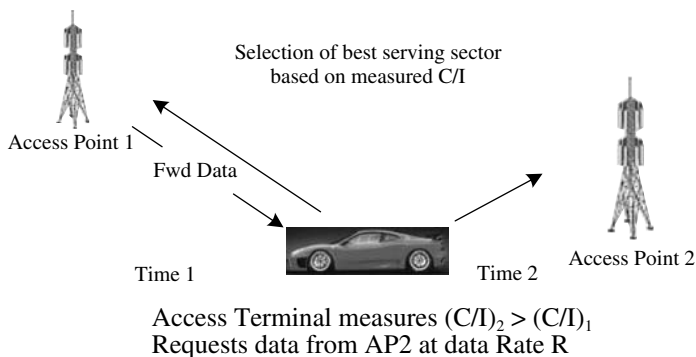 Selection of best serving sector
based on measured C/I
Access Point 1
Fwd Data
Access Point 2
Time 1
Time 2
Access Terminal measures (C/I)₂ > (C/I)₁
Requests data from AP2 at data Rate R